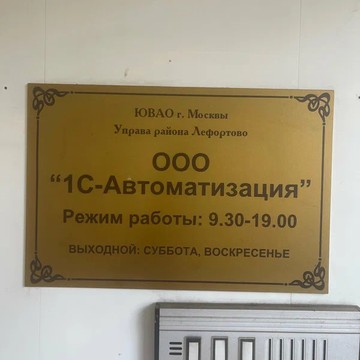 ЮВАО г. Москвы
Управа района Лефортово
ООО
“1С-Автоматизация”
Режим работы: 9.30-19.00
ВЫХОДНОЙ: СУББОТА, ВОСКРЕСЕНЬЕ